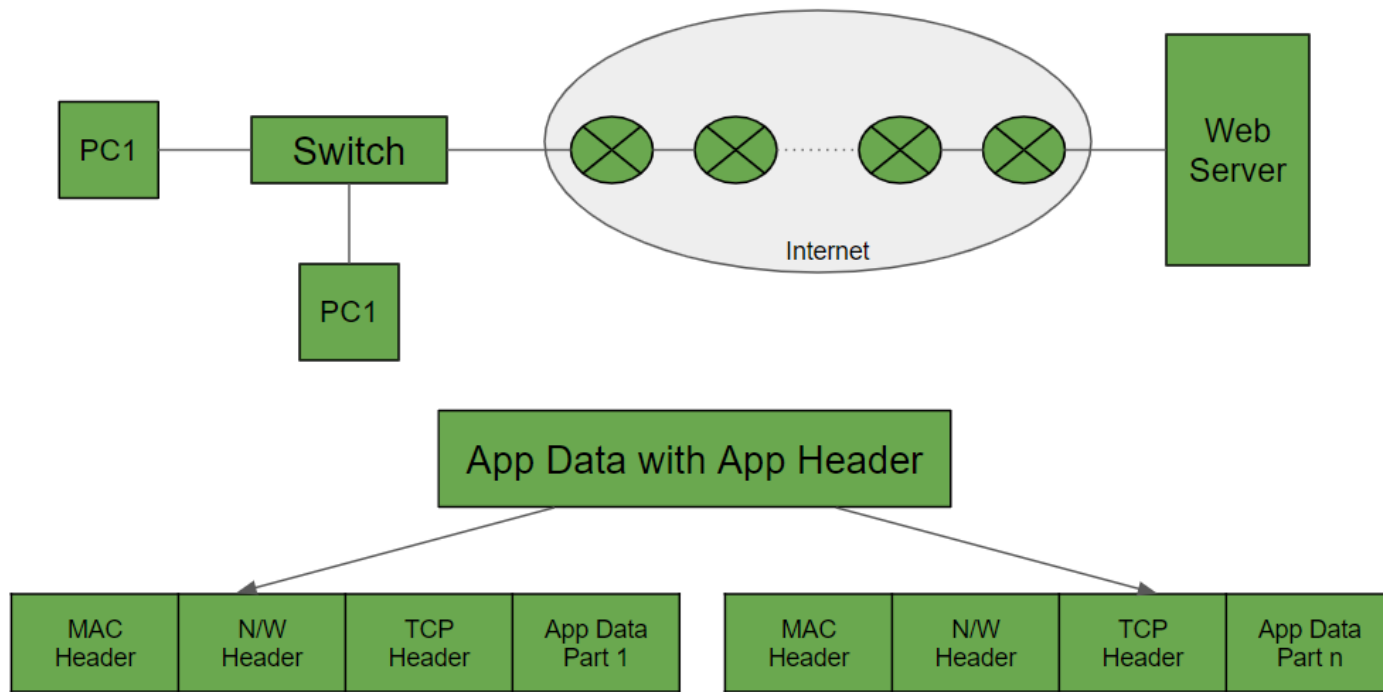 PC1
Switch
Web
Server
Internet
PC1
App Data with App Header
MAC
Header
N/W
Header
TCP
Header
App Data
Part 1
MAC
Header
N/W
Header
TCP
Header
App Data
Part n